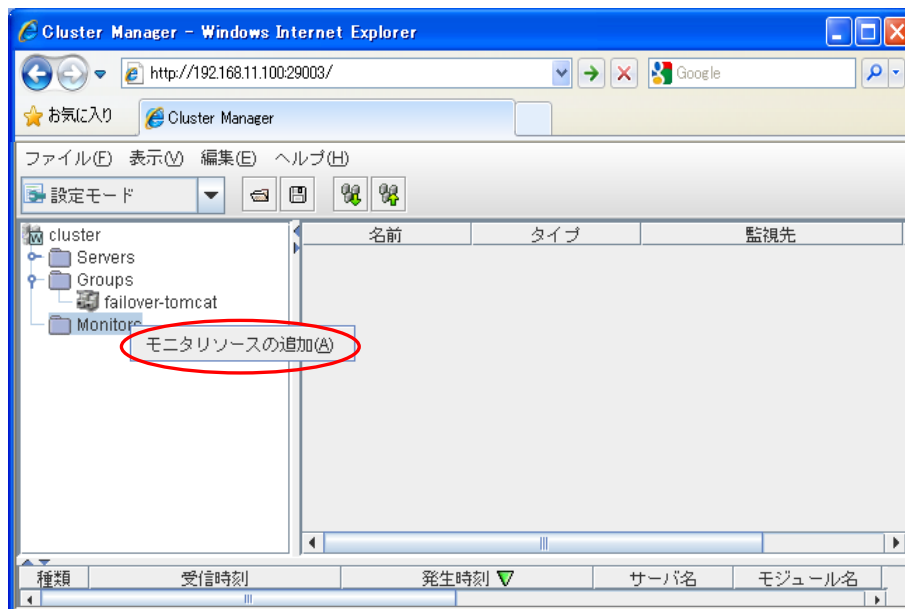 Cluster Manager - Windows Internet Explorer
http://192.168.11.100:29003/
Google
お気に入り
Cluster Manager
ファイル(F) 表示(V) 編集(E) ヘルプ(H)
設定モード
cluster
Servers
Groups
failover-tomcat
Monitors
モニタリソースの追加(A)
名前 タイプ 監視先
種類 受信時刻 発生時刻 サーバ名 モジュール名